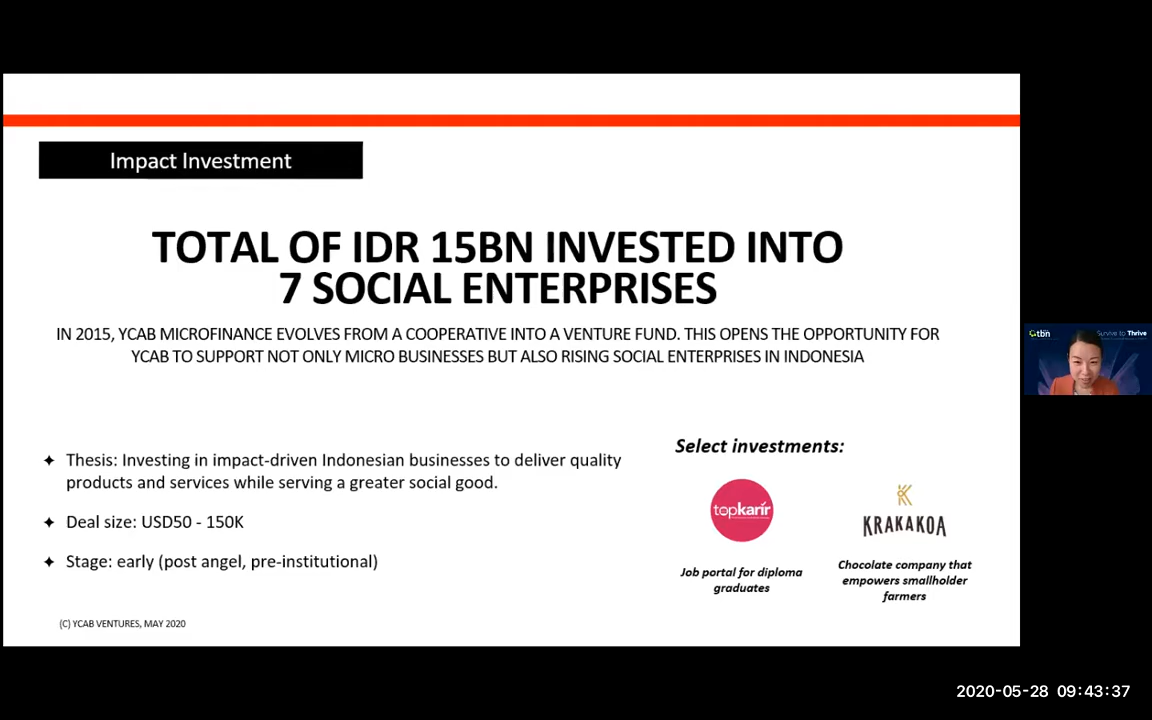 Impact Investment
TOTAL OF IDR 15BN INVESTED INTO
7 SOCIAL ENTERPRISES
IN 2015, YCAB MICROFINANCE EVOLVES FROM A COOPERATIVE INTO A VENTURE FUND. THIS OPENS THE OPPORTUNITY FOR
YCAB TO SUPPORT NOT ONLY MICRO BUSINESSES BUT ALSO RISING SOCIAL ENTERPRISES IN INDONESIA
✦ Thesis: Investing in impact-driven Indonesian businesses to deliver quality
products and services while serving a greater social good.
✦ Deal size: USD50 - 150K
✦ Stage: early (post angel, pre-institutional)
(C) YCAB VENTURES, MAY 2020
Select investments:
topkarir
Job portal for diploma
graduates
KRAKAKOA
Chocolate company that
empowers smallholder
farmers
tbn
Survive to Thrive
2020-05-28 09:43:37